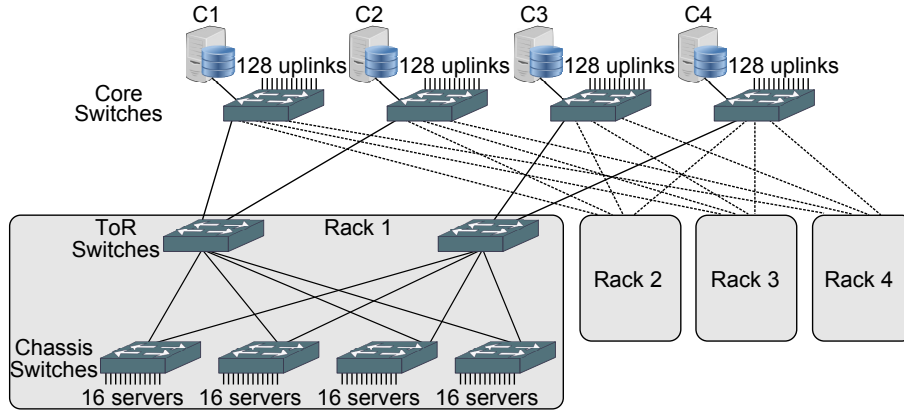 C1 C2 C3 C4
128 uplinks 128 uplinks 128 uplinks 128 uplinks
Core
Switches
ToR
Switches
Rack 1
Rack 2 Rack 3 Rack 4
Chassis
Switches
16 servers 16 servers 16 servers 16 servers